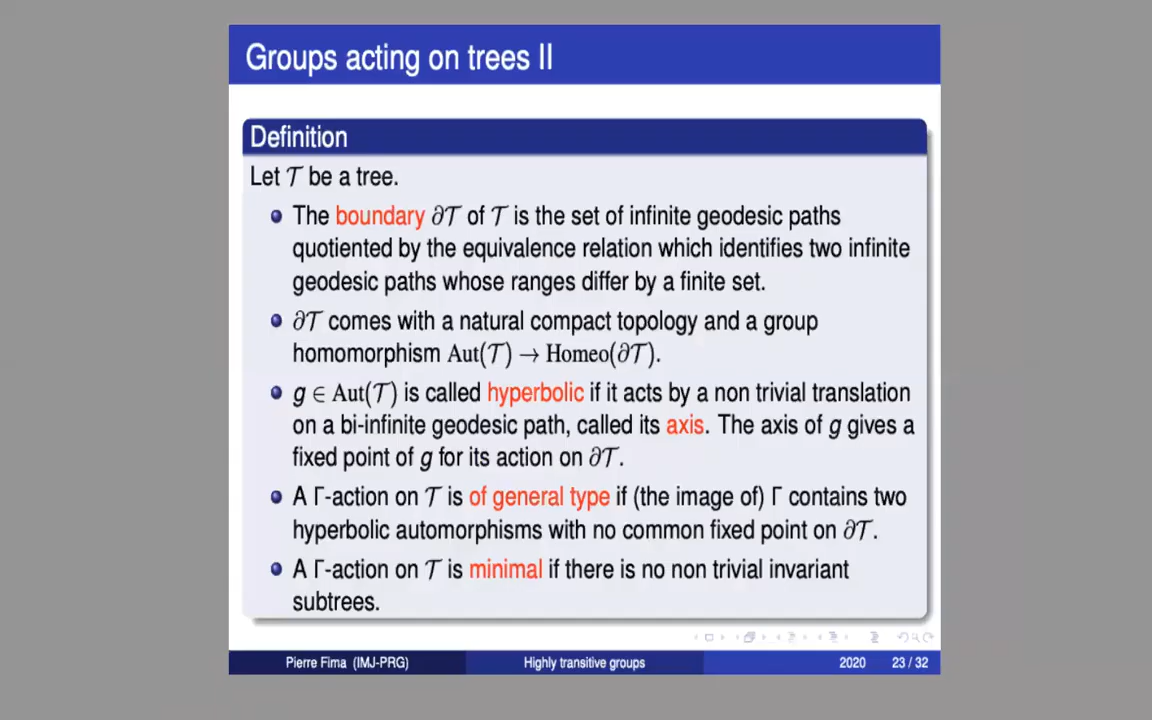 Groups acting on trees II
Definition
Let 𝒯 be a tree.
The boundary ∂𝒯 of 𝒯 is the set of infinite geodesic paths
quotiented by the equivalence relation which identifies two infinite
geodesic paths whose ranges differ by a finite set.
∂𝒯 comes with a natural compact topology and a group
homomorphism Aut(𝒯) → Homeo(∂𝒯).
g ∈ Aut(𝒯) is called hyperbolic if it acts by a non trivial translation
on a bi-infinite geodesic path, called its axis. The axis of g gives a
fixed point of g for its action on ∂𝒯.
A Γ-action on 𝒯 is of general type if (the image of) Γ contains two
hyperbolic automorphisms with no common fixed point on ∂𝒯.
A Γ-action on 𝒯 is minimal if there is no non trivial invariant
subtrees.
Pierre Fima (IMJ-PRG)
Highly transitive groups
2020
23 / 32